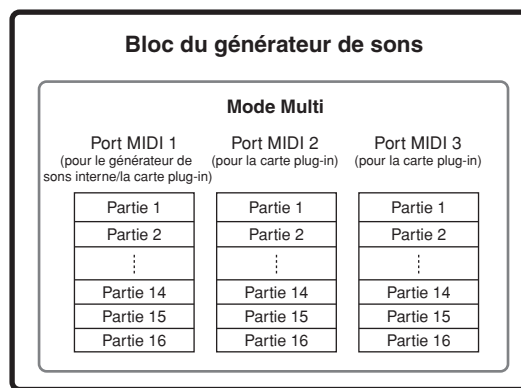 Bloc du générateur de sons
Mode Multi
Port MIDI 1
(pour le générateur de
sons interne/la carte plug-in)
Partie 1
Partie 2
Partie 14
Partie 15
Partie 16
Port MIDI 2
(pour la carte plug-in)
Partie 1
Partie 2
Partie 14
Partie 15
Partie 16
Port MIDI 3
(pour la carte plug-in)
Partie 1
Partie 2
Partie 14
Partie 15
Partie 16